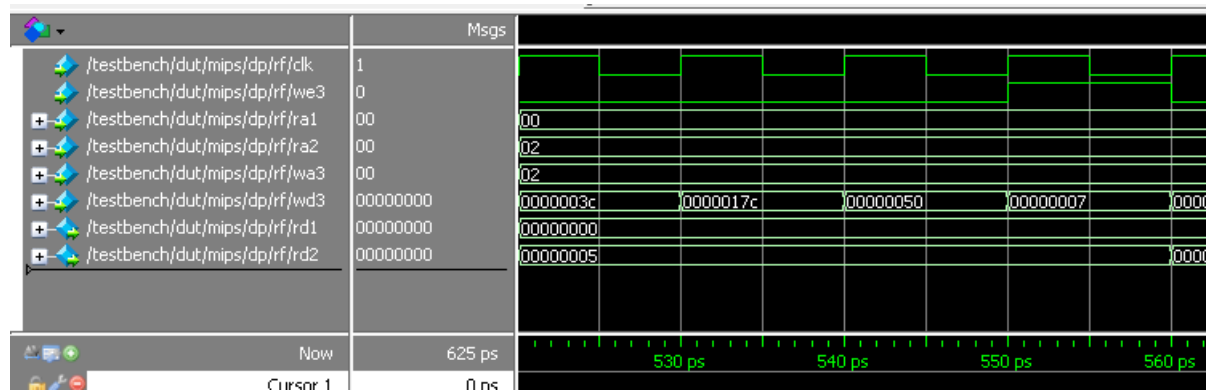 Msgs
/testbench/dut/mips/dp/rf/clk 1
/testbench/dut/mips/dp/rf/we3 0
/testbench/dut/mips/dp/rf/ra1 00 00
/testbench/dut/mips/dp/rf/ra2 00 02
/testbench/dut/mips/dp/rf/wa3 00 02
/testbench/dut/mips/dp/rf/wd3 00000000 0000003c 0000017c 00000050 00000007 0000
/testbench/dut/mips/dp/rf/rd1 00000000 00000000
/testbench/dut/mips/dp/rf/rd2 00000000 00000005 0000
Now 625 ps 530 ps 540 ps 550 ps 560 ps
Cursor 1 0 ps